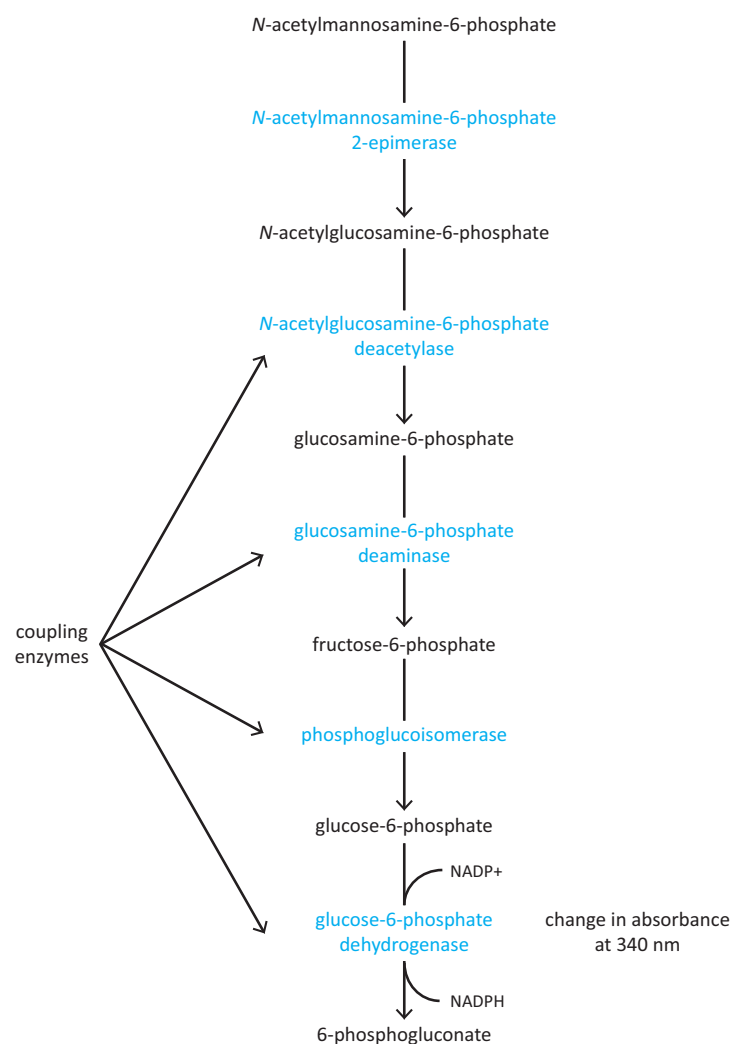 N-acetylmannosamine-6-phosphate
N-acetylmannosamine-6-phosphate
2-epimerase
N-acetylglucosamine-6-phosphate
N-acetylglucosamine-6-phosphate
deacetylase
glucosamine-6-phosphate
glucosamine-6-phosphate
deaminase
coupling
enzymes
fructose-6-phosphate
phosphoglucoisomerase
glucose-6-phosphate
NADP+
glucose-6-phosphate
dehydrogenase
change in absorbance
at 340 nm
NADPH
6-phosphogluconate